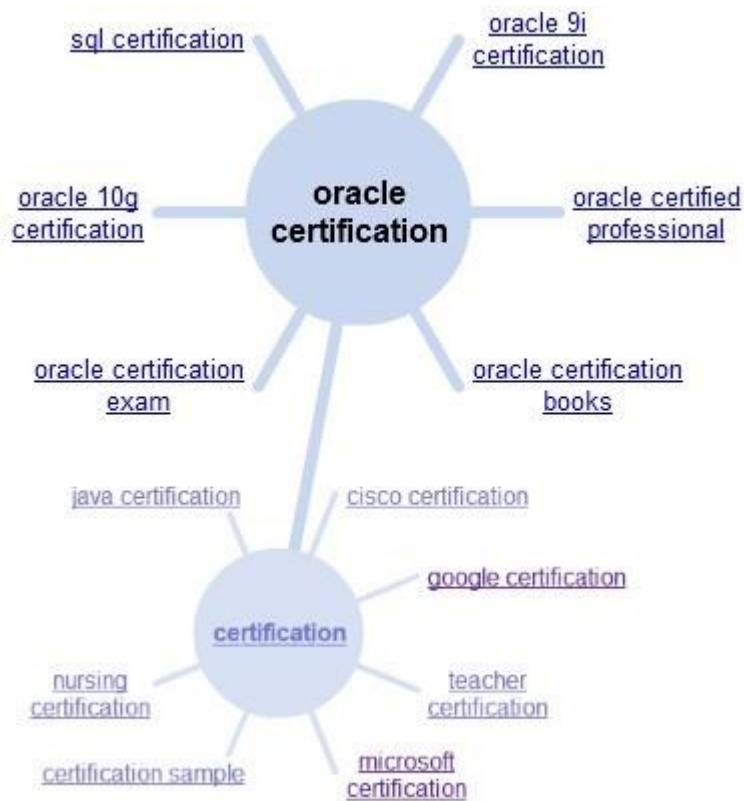 sql certification
oracle 9i
certification
oracle
certification
oracle 10g
certification
oracle certified
professional
oracle certification
exam
oracle certification
books
java certification
cisco certification
google certification
certification
nursing
certification
teacher
certification
certification sample
microsoft
certification